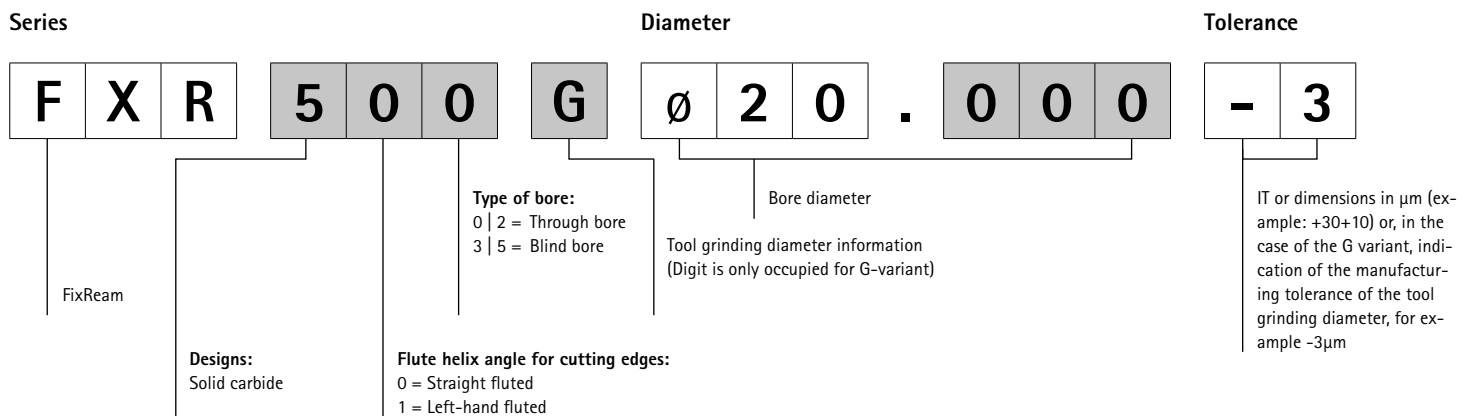 Series Diameter Tolerance
F X R 5 0 0 G ø 2 0 . 0 0 0 - 3
Type of bore:
0 | 2 = Through bore
3 | 5 = Blind bore
Bore diameter
Tool grinding diameter information
(Digit is only occupied for G-variant)
IT or dimensions in µm (ex-
ample: +30+10) or, in the
case of the G variant, indi-
cation of the manufactur-
ing tolerance of the tool
grinding diameter, for ex-
ample -3µm
FixReam
Designs:
Solid carbide
Flute helix angle for cutting edges:
0 = Straight fluted
1 = Left-hand fluted